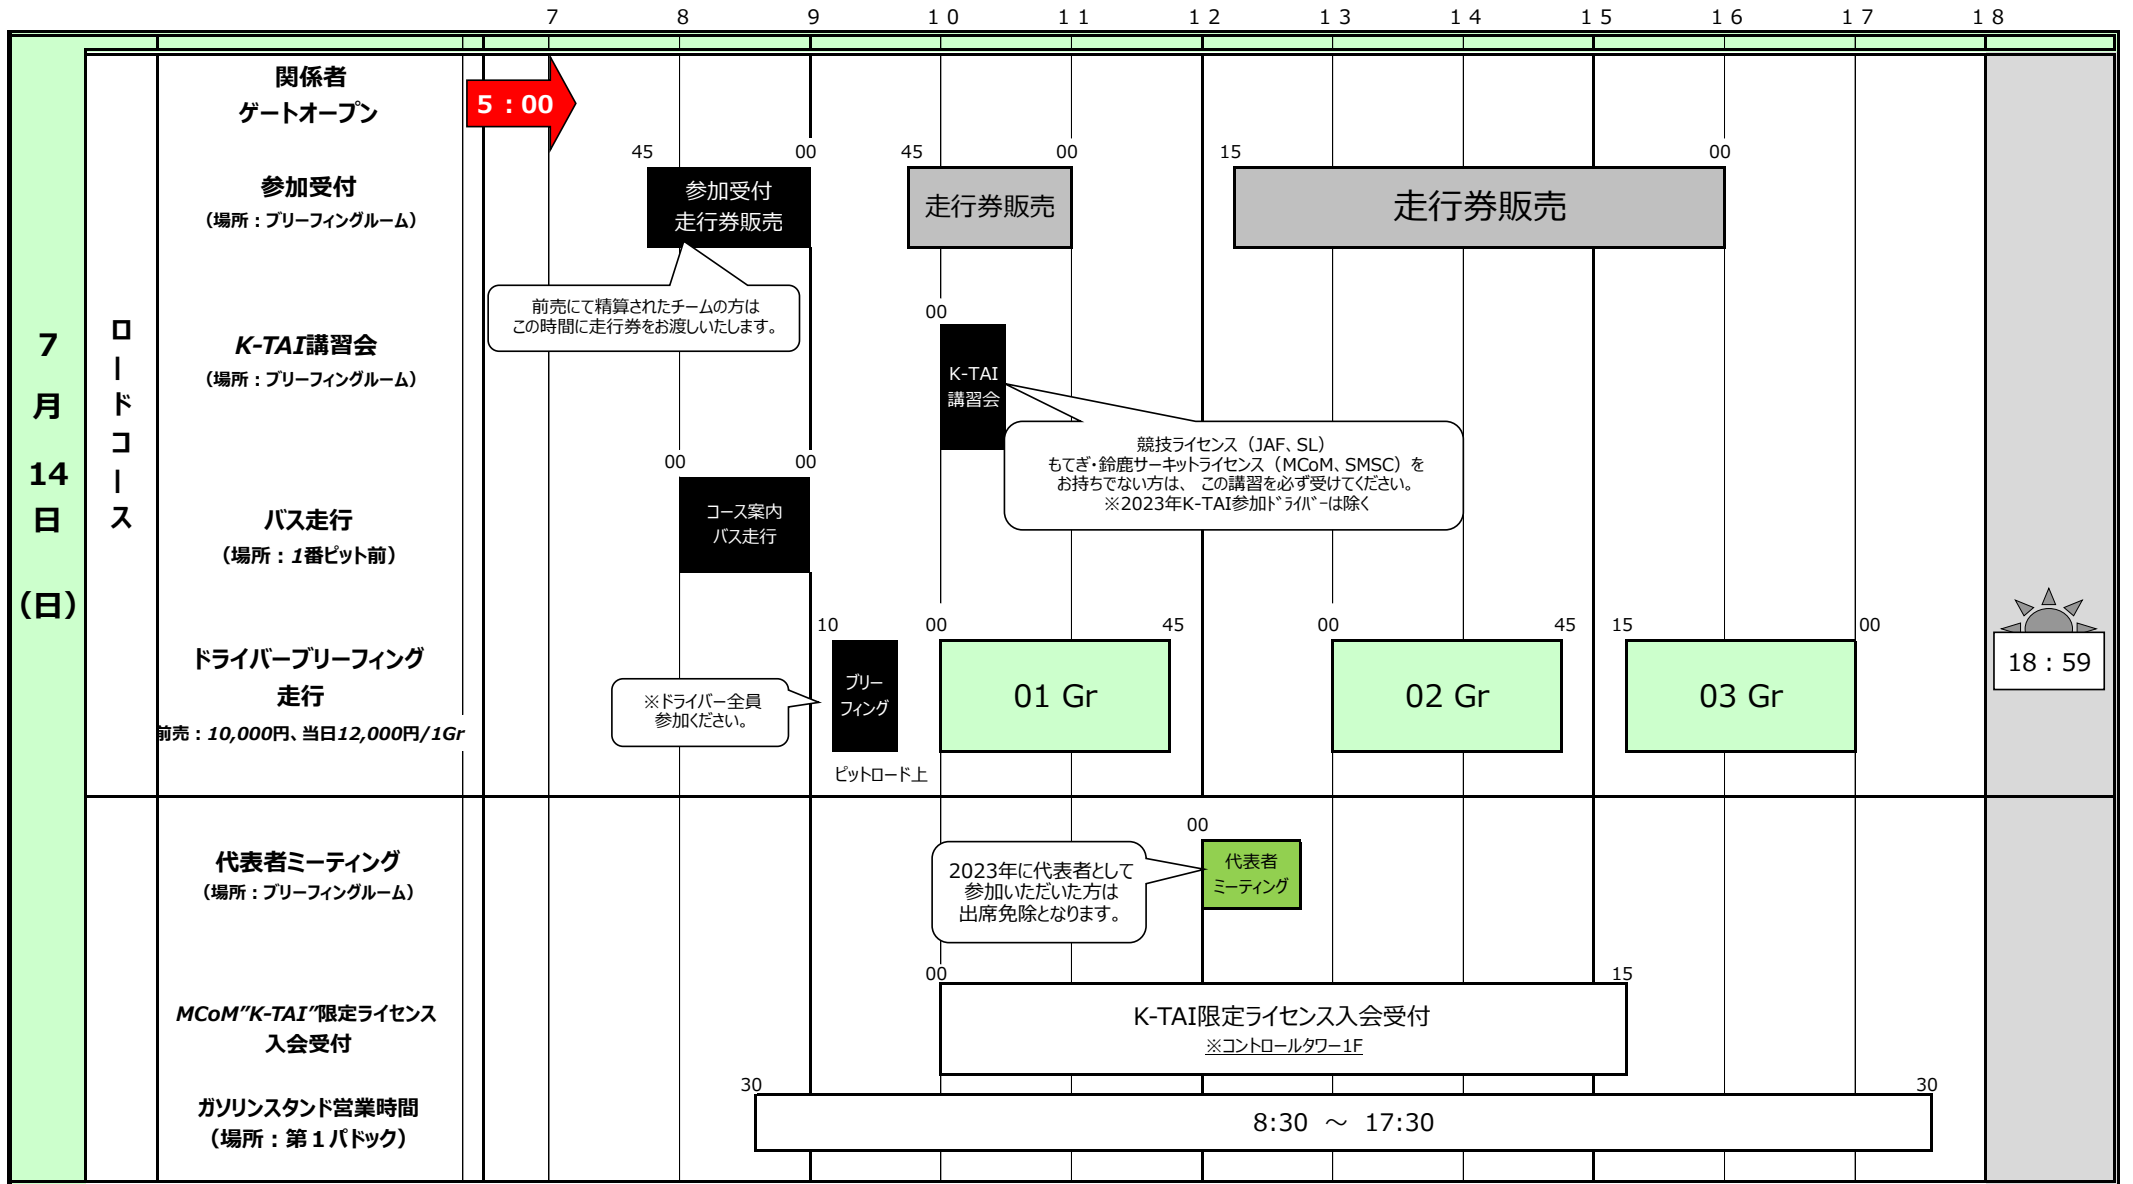 7 8 9 10 11 12 13 14 15 16 17 18
7
月
14
日
（日）
ロードコース
関係者
ゲートオープン
5：00
参加受付
（場所：ブリーフィングルーム）
45 00 45 00 15 00
参加受付
走行券販売
走行券販売
走行券販売
前売にて精算されたチームの方は
この時間に走行券をお渡しいたします。
K-TAI講習会
（場所：ブリーフィングルーム）
00
K-TAI
講習会
競技ライセンス（JAF、SL）
もてぎ・鈴鹿サーキットライセンス（MCoM、SMSC）を
お持ちでない方は、この講習を必ず受けてください。
※2023年K-TAI参加ﾄﾞﾗｲﾊﾞｰは除く
バス走行
（場所：1番ピット前）
00 00
コース案内
バス走行
ドライバーブリーフィング
走行
前売：10,000円、当日12,000円/1Gr
10 00 45 00 45 15 00
※ドライバー全員
参加ください。
ブリー
フィング
ピットロード上
01 Gr
02 Gr
03 Gr
18：59
代表者ミーティング
（場所：ブリーフィングルーム）
00
2023年に代表者として
参加いただいた方は
出席免除となります。
代表者
ミーティング
MCoM"K-TAI"限定ライセンス
入会受付
00 15
K-TAI限定ライセンス入会受付
※コントロールタワー1F
ガソリンスタンド営業時間
（場所：第１パドック）
30 30
8:30 ～ 17:30